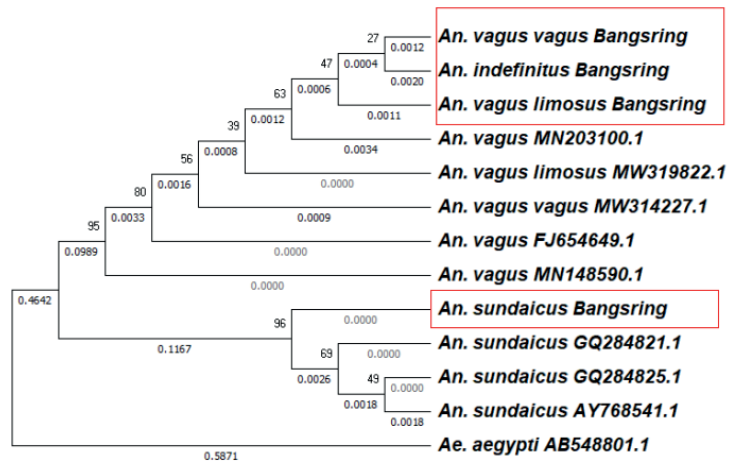 27
An. vagus vagus Bangsring
0.0012
47
0.0004
An. indefinitus Bangsring
0.0020
63
0.0006
An. vagus limosus Bangsring
0.0011
39
0.0012
An. vagus MN203100.1
0.0034
56
0.0008
An. vagus limosus MW319822.1
0.0000
80
0.0016
An. vagus vagus MW314227.1
0.0009
95
0.0033
An. vagus FJ654649.1
0.0000
0.0989
An. vagus MN148590.1
0.0000
0.4642
96
An. sundaicus Bangsring
0.0000
0.1167
69
An. sundaicus GQ284821.1
0.0000
0.0026
49
An. sundaicus GQ284825.1
0.0000
0.0018
An. sundaicus AY768541.1
0.0018
Ae. aegypti AB548801.1
0.5871